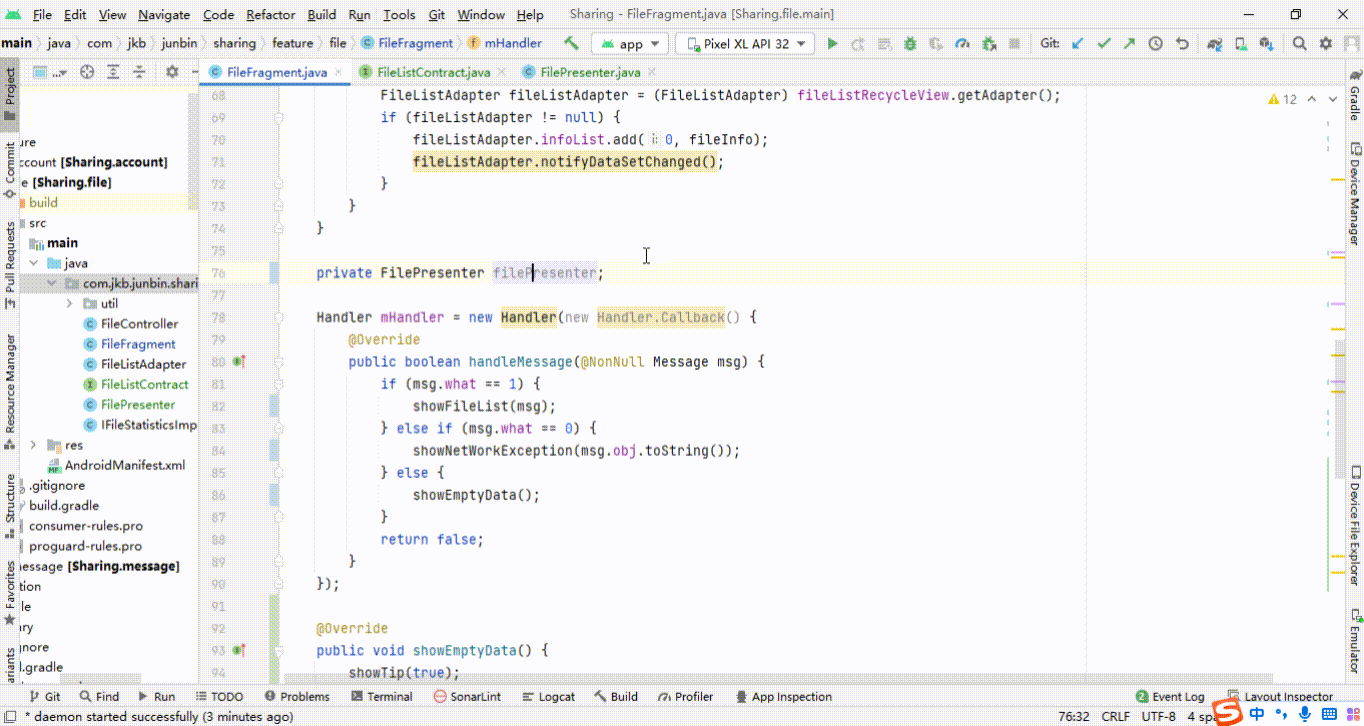 File Edit View Navigate Code Refactor Build Run Tools Git Window Help Sharing - FileFragment.java [Sharing.file.main]
main java com jkb junbin sharing feature file FileFragment mHandler app Pixel XL API 32 Git:
... FileFragment.java FileListContract.java FilePresenter.java
Project
Commit
Pull Requests
Resource Manager
Structure
Favorites
ure
ccount [Sharing.account]
e [Sharing.file]
build
src
main
java
com.jkb.junbin.shari
util
FileController
FileFragment
FileListAdapter
FileListContract
FilePresenter
IFileStatisticsImp
res
AndroidManifest.xml
.gitignore
build.gradle
consumer-rules.pro
proguard-rules.pro
essage [Sharing.message]
tion
le
ry
nore
l.gradle
ariants
68 FileListAdapter fileListAdapter = (FileListAdapter) fileListRecycleView.getAdapter();
69 if (fileListAdapter != null) {
70 fileListAdapter.infoList.add( i: 0, fileInfo);
71 fileListAdapter.notifyDataSetChanged();
72 }
73 }
74 }
75
76 private FilePresenter filePresenter;
77
78 Handler mHandler = new Handler(new Handler.Callback() {
79 @Override
80 public boolean handleMessage(@NonNull Message msg) {
81 if (msg.what == 1) {
82 showFileList(msg);
83 } else if (msg.what == 0) {
84 showNetWorkException(msg.obj.toString());
85 } else {
86 showEmptyData();
87 }
88 return false;
89 }
90 });
91
92 @Override
93 public void showEmptyData() {
94 showTip(true);
12
Gradle
Device Manager
Device File Explorer
Emulator
Git Find Run TODO Problems Terminal SonarLint Logcat Build Profiler App Inspection 2 Event Log Layout Inspector
* daemon started successfully (3 minutes ago) 76:32 CRLF UTF-8 4 spa
S 中